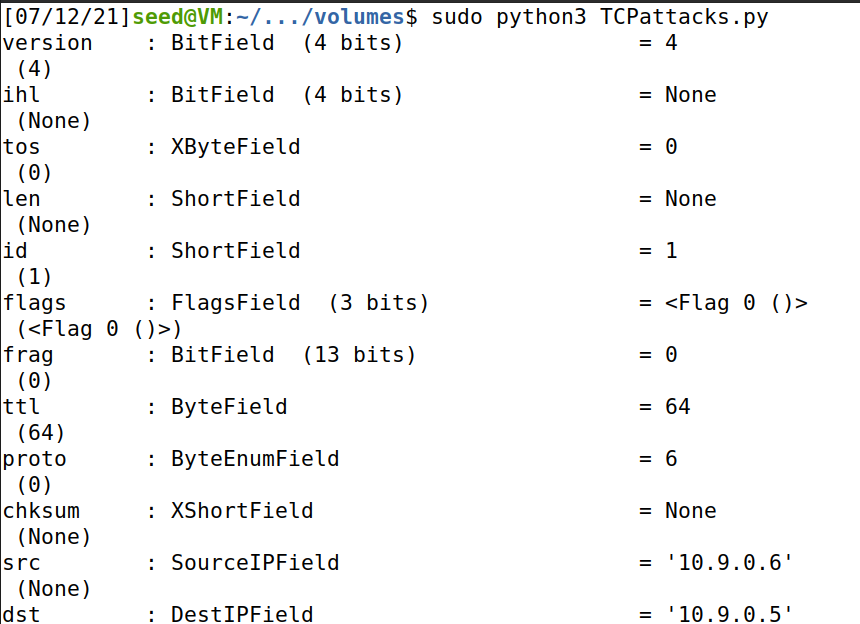 [07/12/21]seed@VM:~/.../volumes$ sudo python3 TCPattacks.py
version    : BitField  (4 bits)                  = 4
 (4)
ihl        : BitField  (4 bits)                  = None
 (None)
tos        : XByteField                          = 0
 (0)
len        : ShortField                          = None
 (None)
id         : ShortField                          = 1
 (1)
flags      : FlagsField  (3 bits)                = <Flag 0 ()>
 (<Flag 0 ()>)
frag       : BitField  (13 bits)                 = 0
 (0)
ttl        : ByteField                           = 64
 (64)
proto      : ByteEnumField                       = 6
 (0)
chksum     : XShortField                         = None
 (None)
src        : SourceIPField                       = '10.9.0.6'
 (None)
dst        : DestIPField                         = '10.9.0.5'